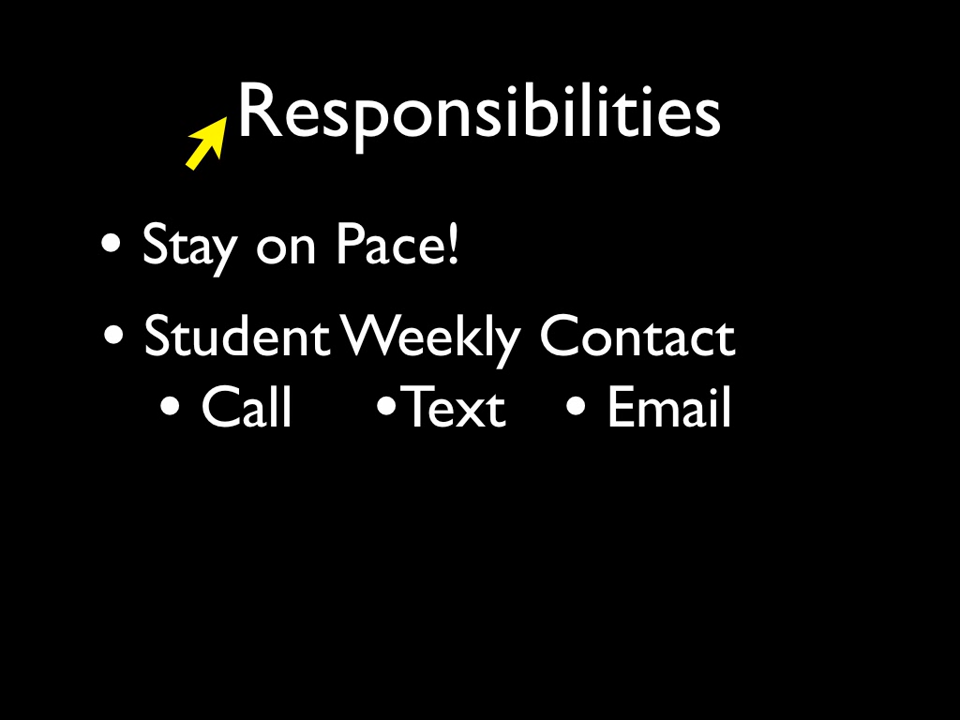 Responsibilities
• Stay on Pace!
• Student Weekly Contact
• Call •Text • Email